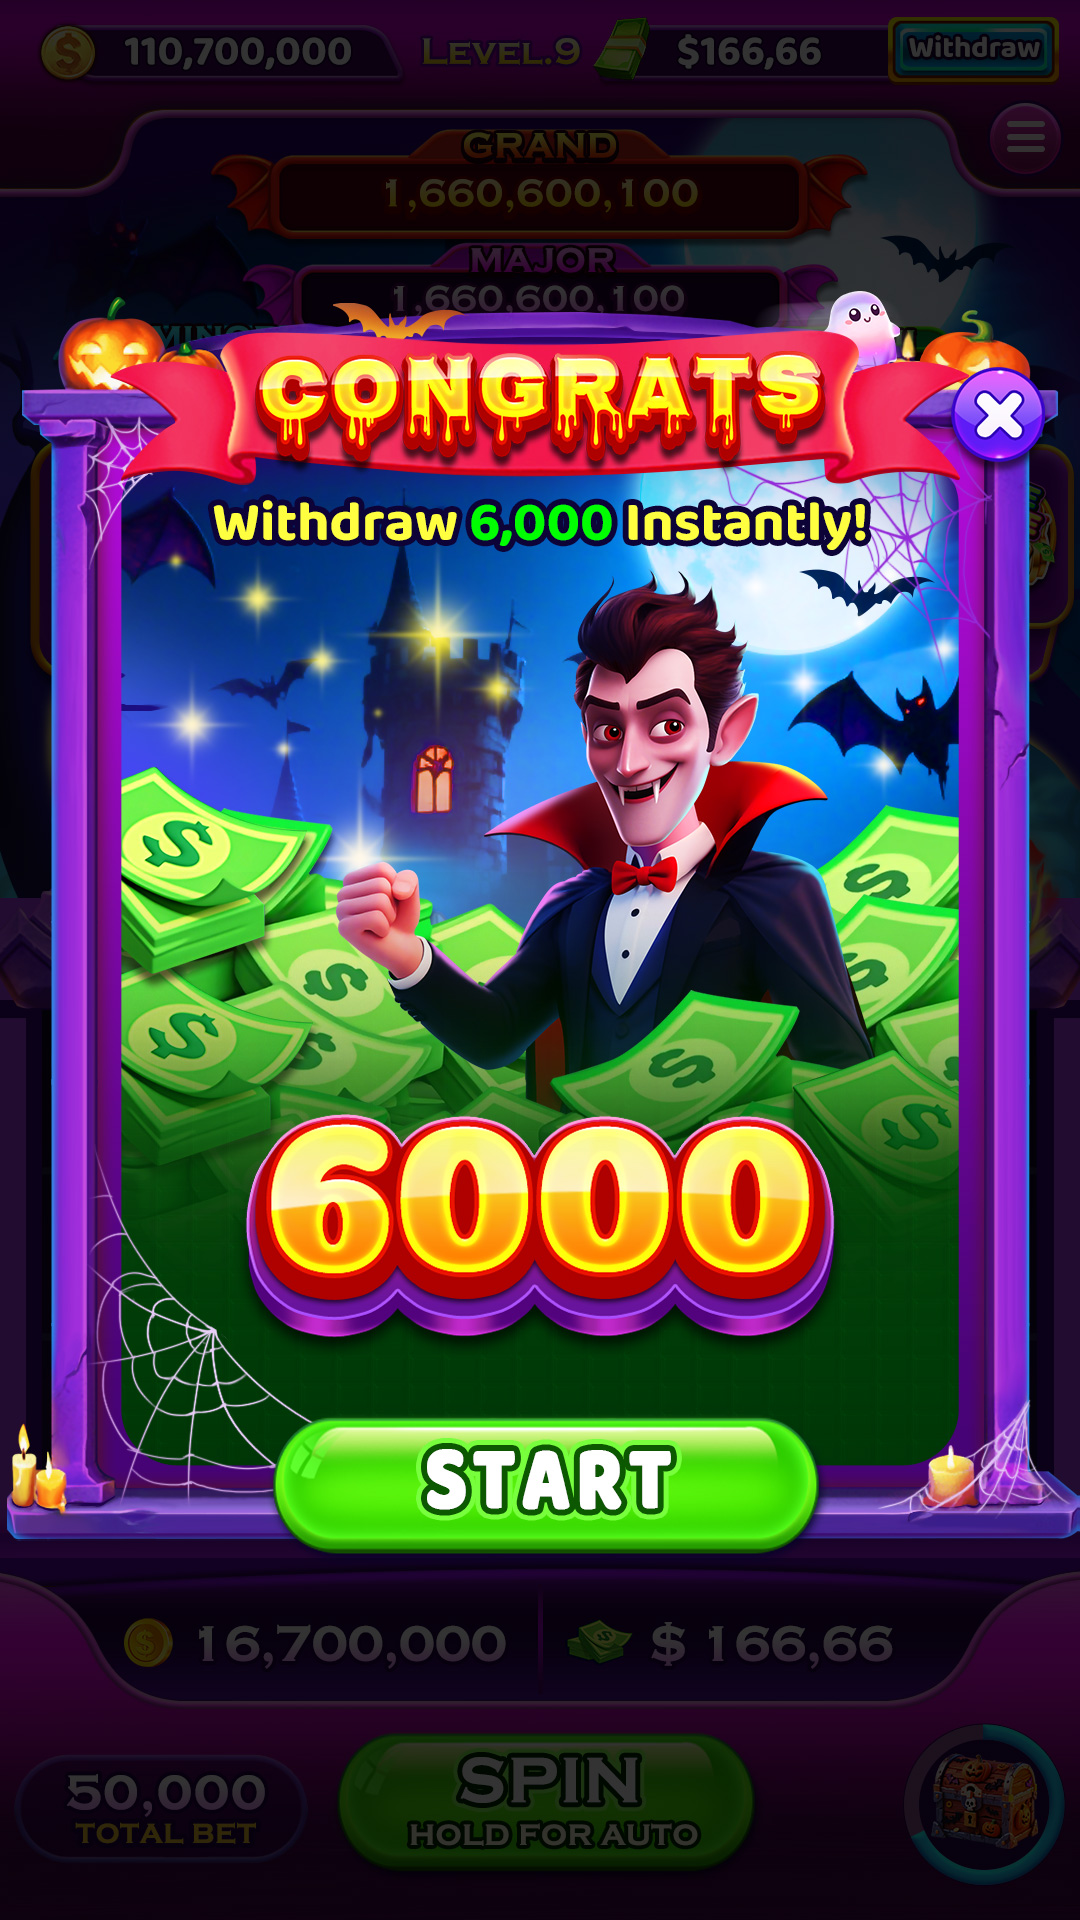 110,700,000
LEVEL.9
$166,66
Withdraw
GRAND
1,660,600,100
MAJOR
1,660,600,100
CONGRATS
Withdraw 6,000 Instantly!
6000
START
16,700,000
$ 166,66
SPIN
HOLD FOR AUTO
50,000
TOTAL BET